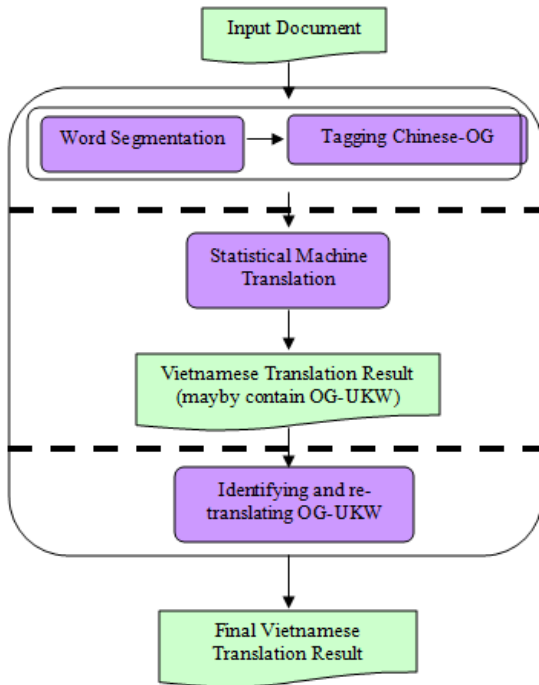 Input Document
Word Segmentation
Tagging Chinese-OG
Statistical Machine
Translation
Vietnamese Translation Result
(mayby contain OG-UKW)
Identifying and re-
translating OG-UKW
Final Vietnamese
Translation Result